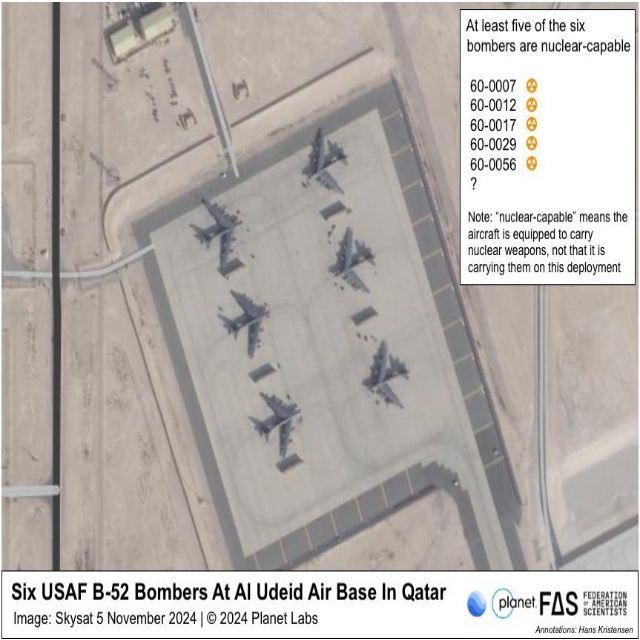 At least five of the six
bombers are nuclear-capable
60-0007
60-0012
60-0017
60-0029
60-0056
?
Note: “nuclear-capable” means the
aircraft is equipped to carry
nuclear weapons, not that it is
carrying them on this deployment
Six USAF B-52 Bombers At Al Udeid Air Base In Qatar
Image: Skysat 5 November 2024 | © 2024 Planet Labs
planet.
FAS
FEDERATION
OF AMERICAN
SCIENTISTS
Annotations: Hans Kristensen